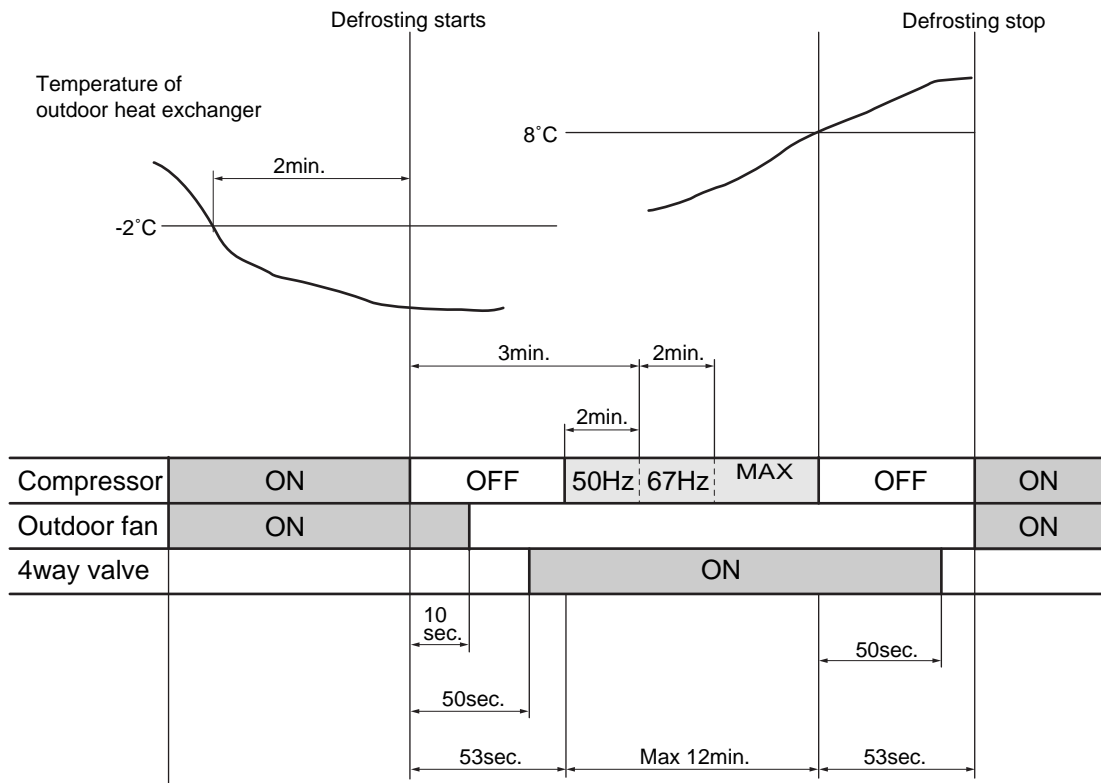 Defrosting starts
Defrosting stop
Temperature of
outdoor heat exchanger
8˚C
2min.
-2˚C
3min.
2min.
2min.
Compressor ON OFF 50Hz 67Hz MAX OFF ON
Outdoor fan ON ON
4way valve ON
10
sec.
50sec.
50sec.
53sec.
Max 12min.
53sec.